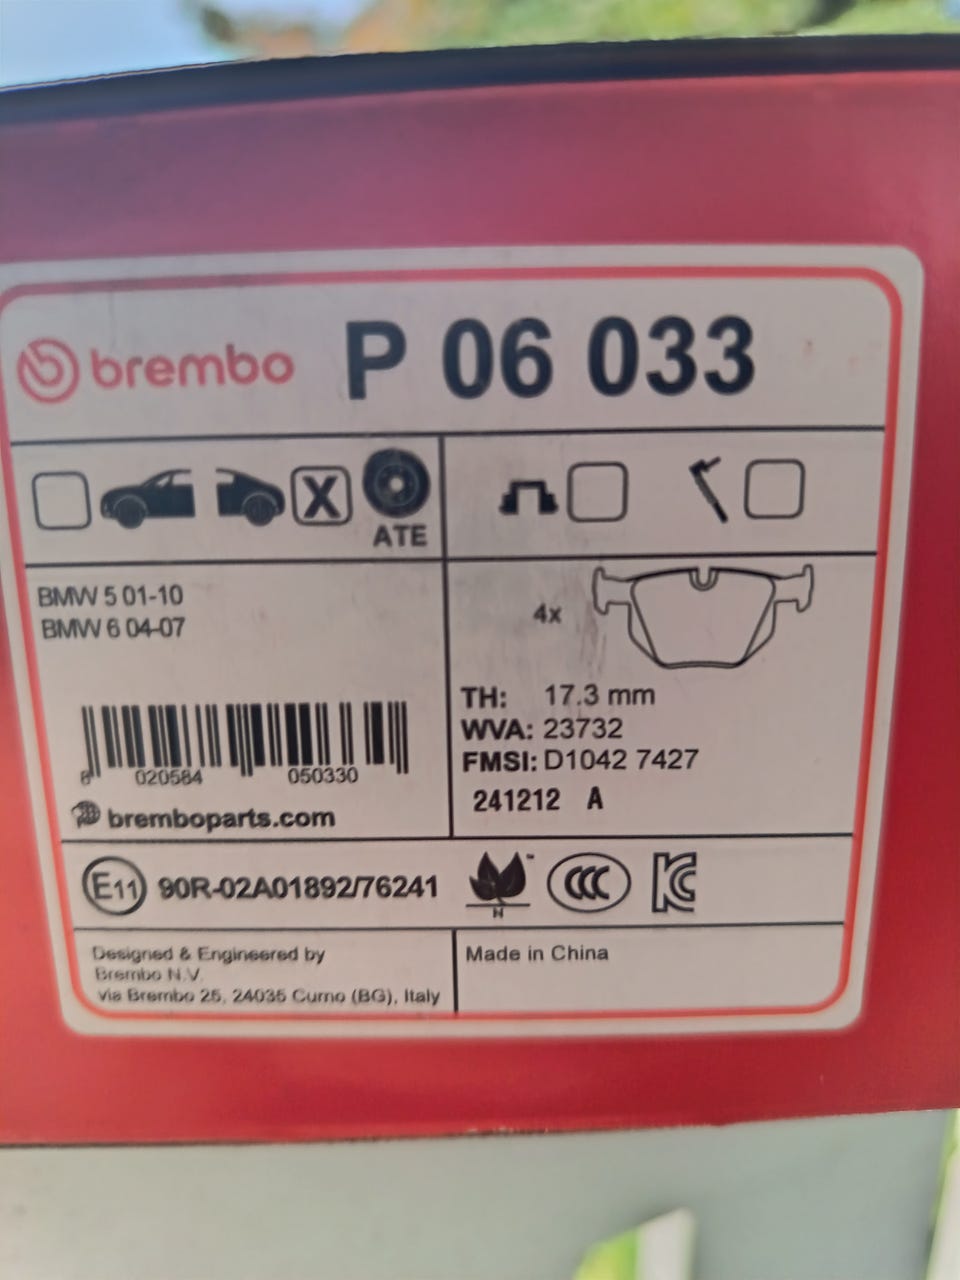 brembo P 06 033
X
ATE
BMW 5 01-10
BMW 6 04-07
4x
TH: 17.3 mm
WVA: 23732
FMSI: D1042 7427
241212 A
8 020584 050330
bremboparts.com
E11 90R-02A01892/76241
N
CCC
KC
Designed & Engineered by
Brembo N.V.
via Brembo 25, 24035 Curno (BG), Italy
Made in China